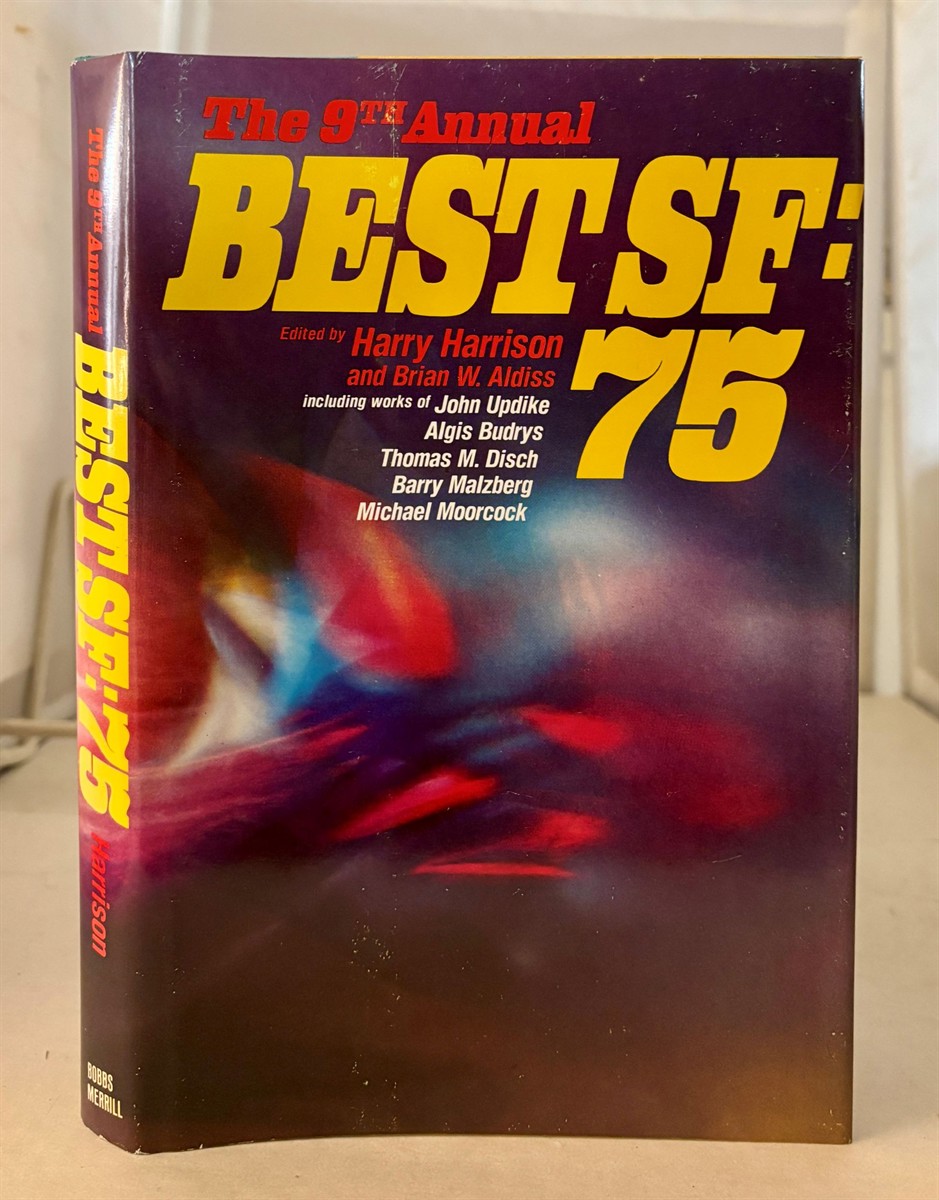 The 9TH Annual
BEST SF:
75
Edited by Harry Harrison
and Brian W. Aldiss
including works of John Updike
Algis Budrys
Thomas M. Disch
Barry Malzberg
Michael Moorcock
The 9TH Annual
BEST SF: 75
Harrison
BOBBS
MERRILL